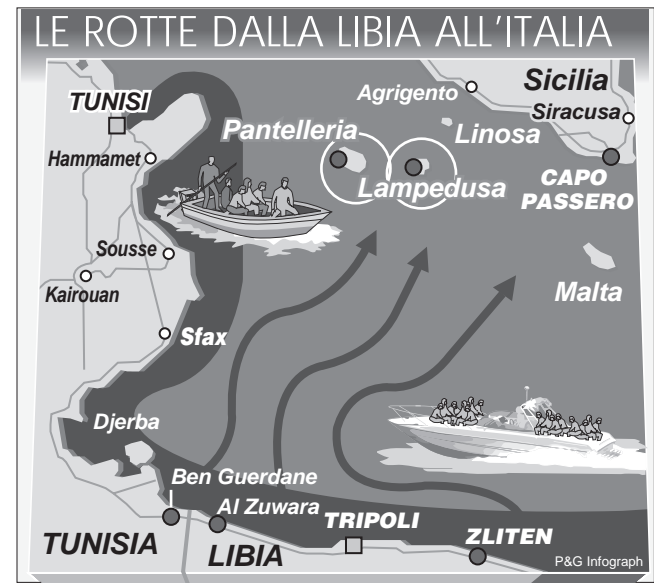 LE ROTTE DALLA LIBIA ALL'ITALIA
TUNISI
Agrigento
Sicilia
Siracusa
Pantelleria
Linosa
Hammamet
Lampedusa
CAPO
PASSERO
Sousse
Kairouan
Malta
Sfax
Djerba
Ben Guerdane
Al Zuwara
TRIPOLI
TUNISIA
LIBIA
ZLITEN
P&G Infograph